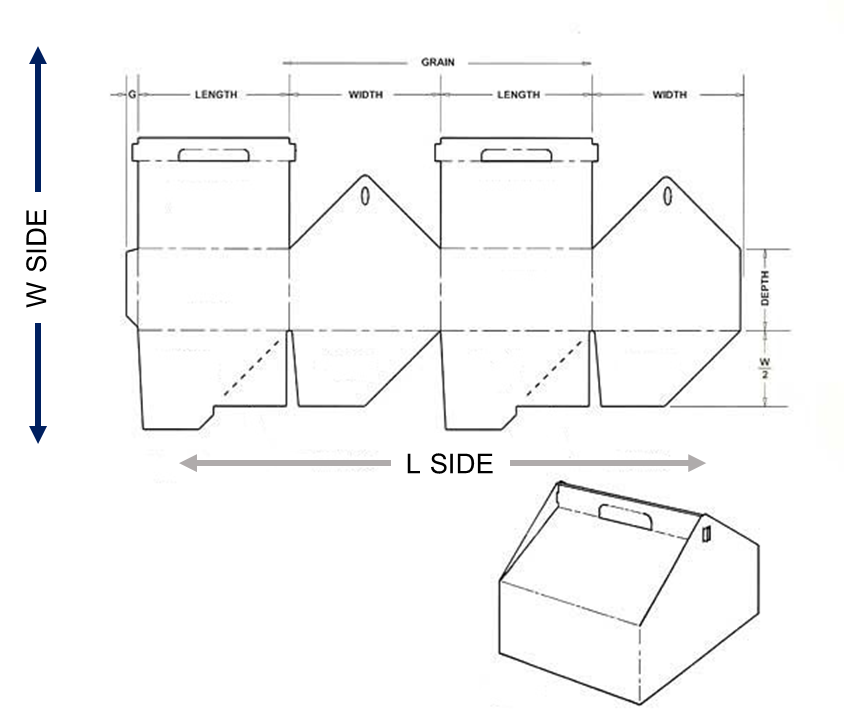 GRAIN
G LENGTH WIDTH LENGTH WIDTH
W SIDE
DEPTH
W
2
L SIDE